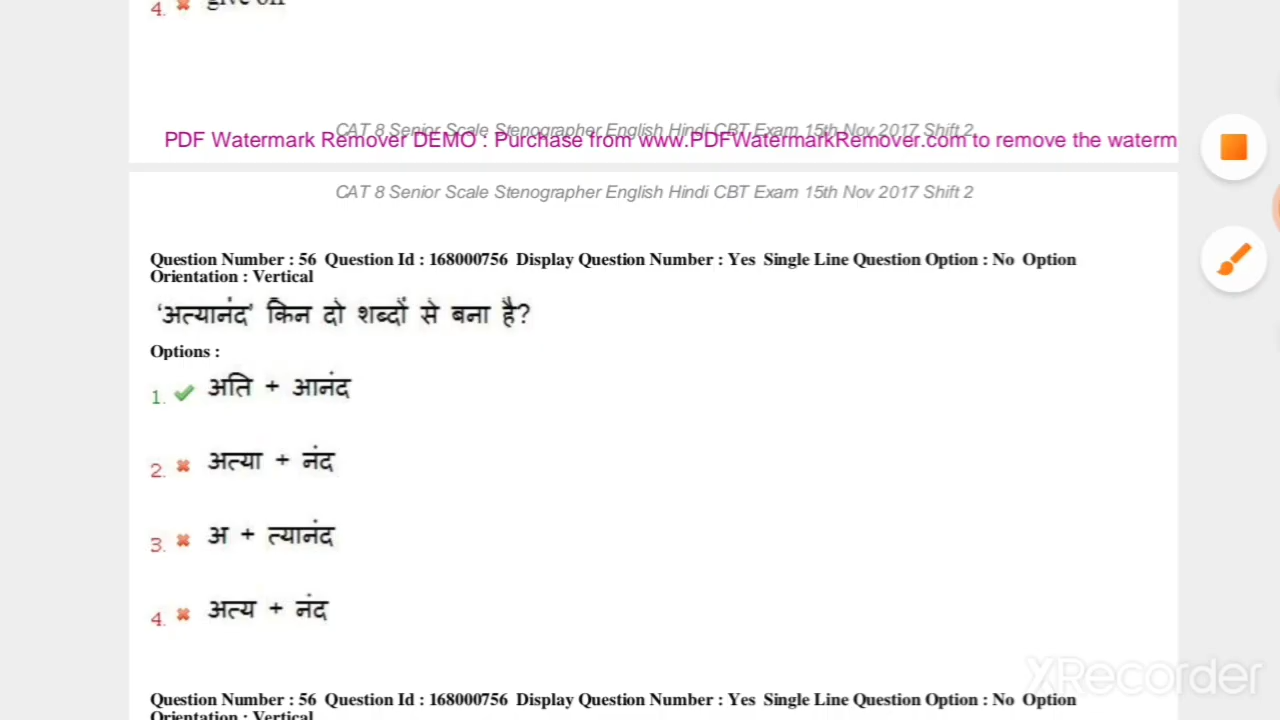 4. give off
CAT 8 Senior Scale Stenographer English Hindi CBT Exam 15th Nov 2017 Shift 2
PDF Watermark Remover DEMO : Purchase from www.PDFWatermarkRemover.com to remove the waterm
CAT 8 Senior Scale Stenographer English Hindi CBT Exam 15th Nov 2017 Shift 2
Question Number : 56 Question Id : 168000756 Display Question Number : Yes Single Line Question Option : No Option
Orientation : Vertical
‘अत्यानंद’ किन दो शब्दों से बना है?
Options :
1. अति + आनंद
2. अत्या + नंद
3. अ + त्यानंद
4. अत्य + नंद
XRecorder
Question Number : 56 Question Id : 168000756 Display Question Number : Yes Single Line Question Option : No Option
Orientation : Vertical